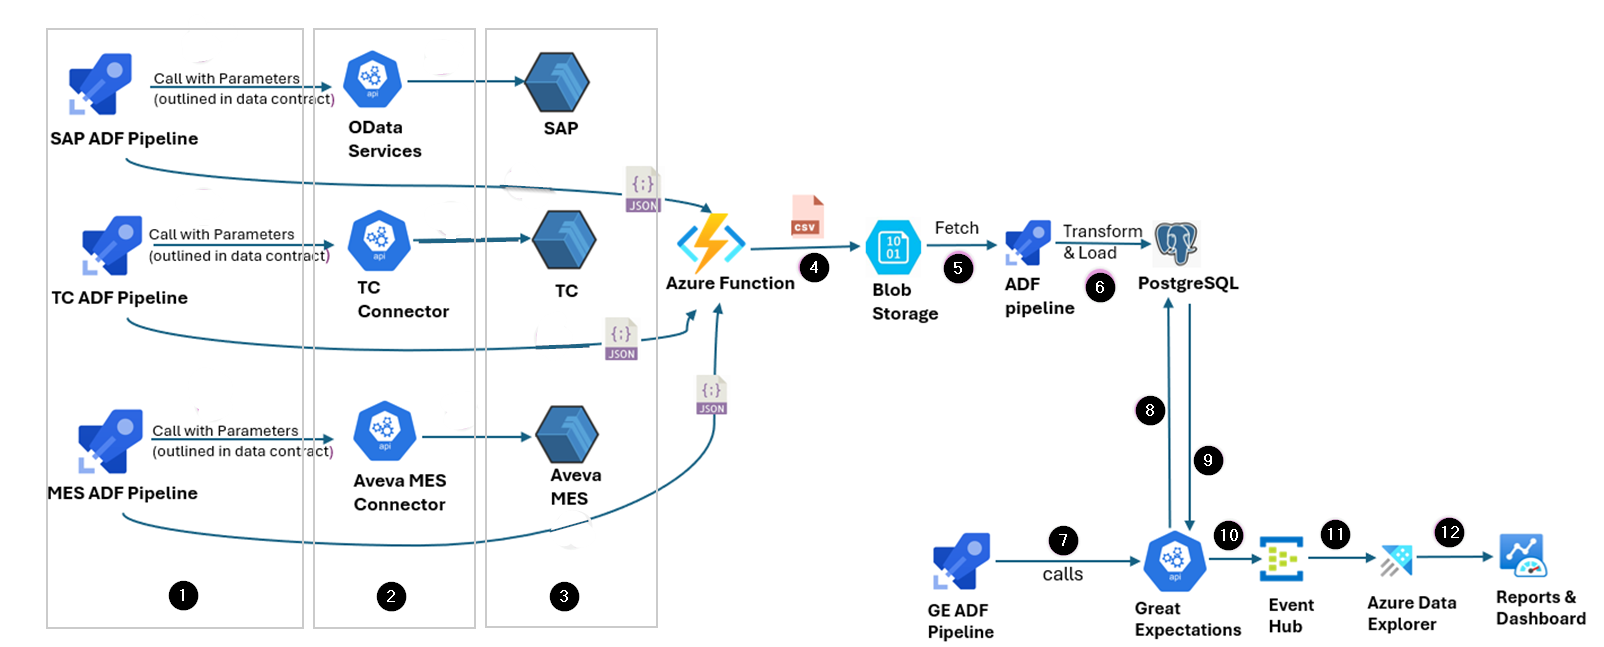 Call with Parameters
(outlined in data contract)
api
SAP ADF Pipeline
OData
Services
SAP
{;}
JSON
Call with Parameters
(outlined in data contract)
api
TC ADF Pipeline
TC
Connector
TC
{;}
JSON
Call with Parameters
(outlined in data contract)
api
MES ADF Pipeline
Aveva MES
Connector
Aveva
MES
{;}
JSON
1
2
3
Azure Function
CSV
4
10
01
Blob
Storage
Fetch
5
ADF
pipeline
Transform
& Load
6
PostgreSQL
8
9
GE ADF
Pipeline
7
calls
api
Great
Expectations
10
Event
Hub
11
Azure Data
Explorer
12
Reports &
Dashboard